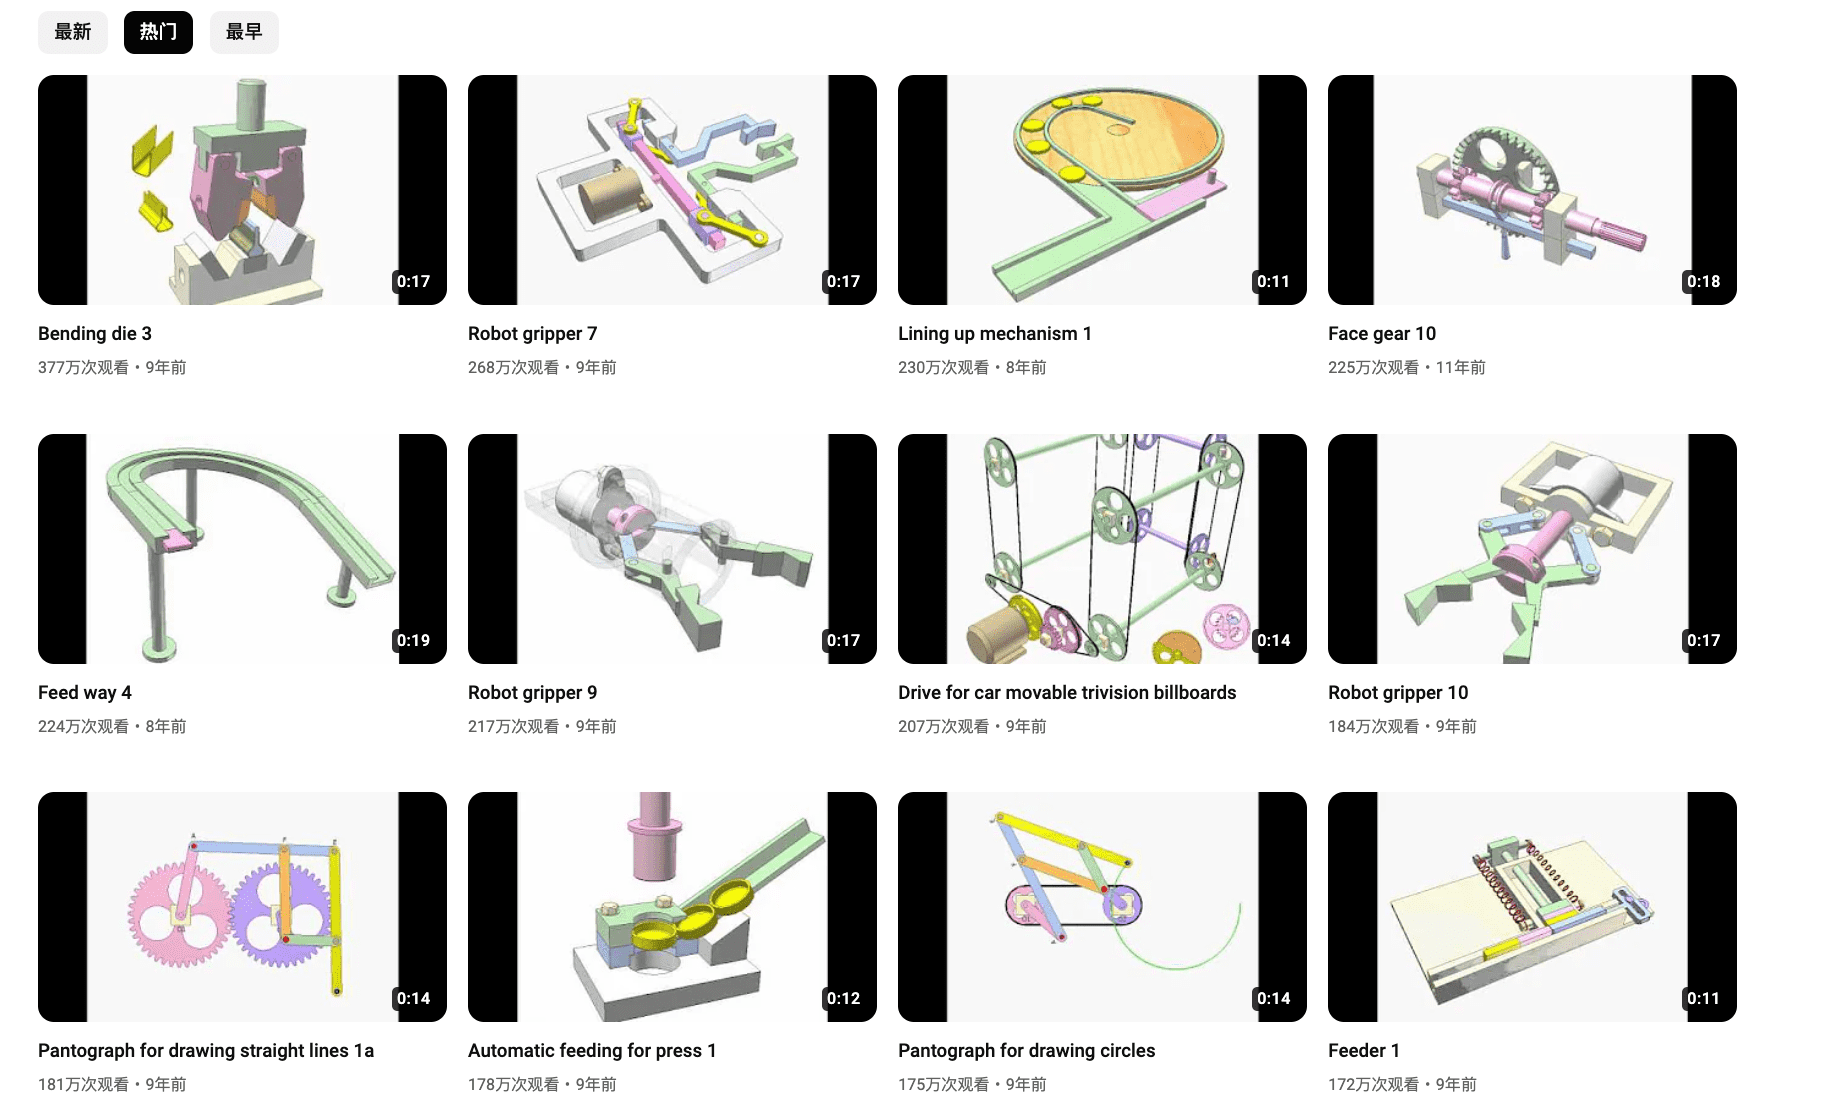 最新 热门 最早
0:17 0:17 0:11 0:18
Bending die 3 Robot gripper 7 Lining up mechanism 1 Face gear 10
377万次观看 • 9年前 268万次观看 • 9年前 230万次观看 • 8年前 225万次观看 • 11年前
0:19 0:17 0:14 0:17
Feed way 4 Robot gripper 9 Drive for car movable trivision billboards Robot gripper 10
224万次观看 • 8年前 217万次观看 • 9年前 207万次观看 • 9年前 184万次观看 • 9年前
0:14 0:12 0:14 0:11
Pantograph for drawing straight lines 1a Automatic feeding for press 1 Pantograph for drawing circles Feeder 1
181万次观看 • 9年前 178万次观看 • 9年前 175万次观看 • 9年前 172万次观看 • 9年前